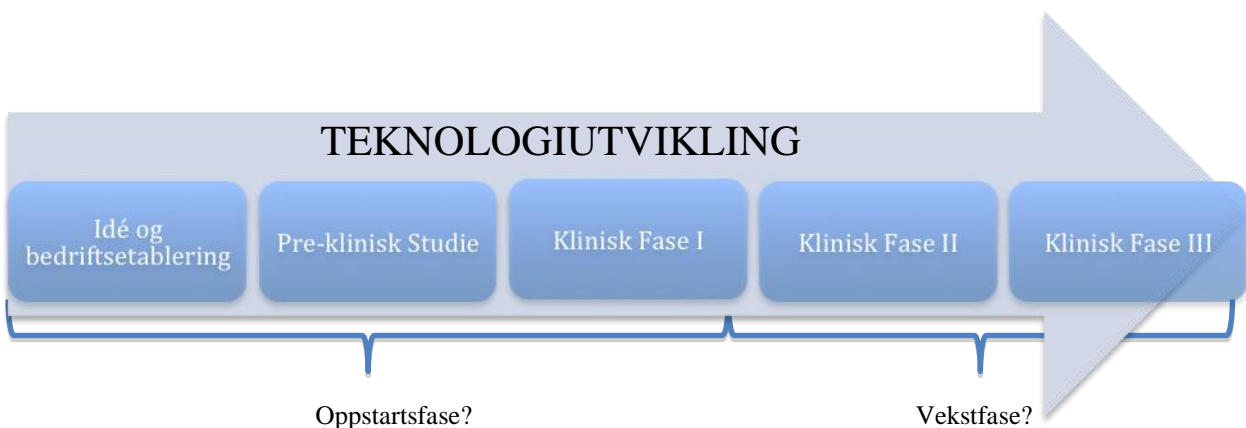 TEKNOLOGIUTVIKLING
Idé og
bedriftsetablering
Pre-klinisk Studie
Klinisk Fase I
Klinisk Fase II
Klinisk Fase III
Oppstartsfase?
Vekstfase?